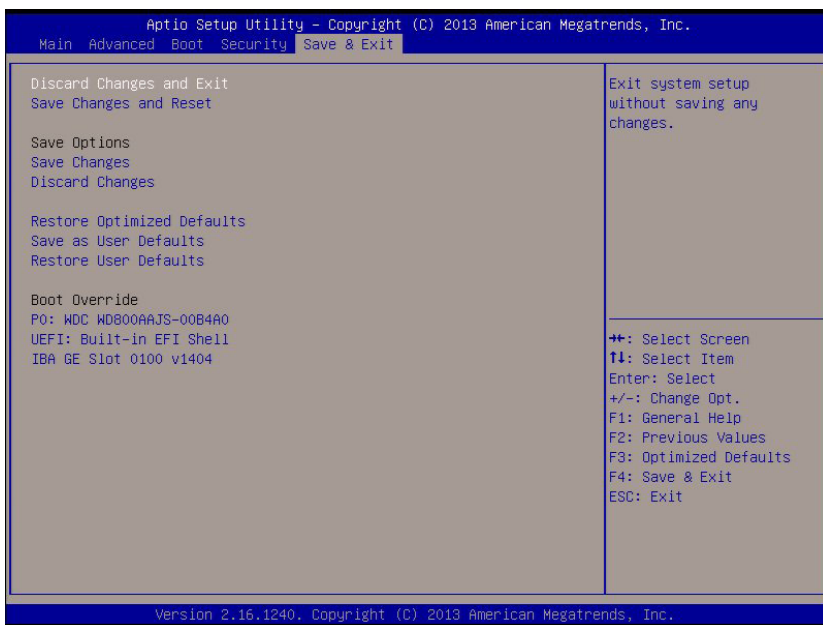 Aptio Setup Utility – Copyright (C) 2013 American Megatrends, Inc.
Main Advanced Boot Security Save & Exit
Discard Changes and Exit
Save Changes and Reset
Save Options
Save Changes
Discard Changes
Restore Optimized Defaults
Save as User Defaults
Restore User Defaults
Boot Override
P0: WDC WD800AAJS-00B4A0
UEFI: Built-in EFI Shell
IBA GE Slot 0100 v1404
Exit system setup
without saving any
changes.
→←: Select Screen
↑↓: Select Item
Enter: Select
+/-: Change Opt.
F1: General Help
F2: Previous Values
F3: Optimized Defaults
F4: Save & Exit
ESC: Exit
Version 2.16.1240. Copyright (C) 2013 American Megatrends, Inc.